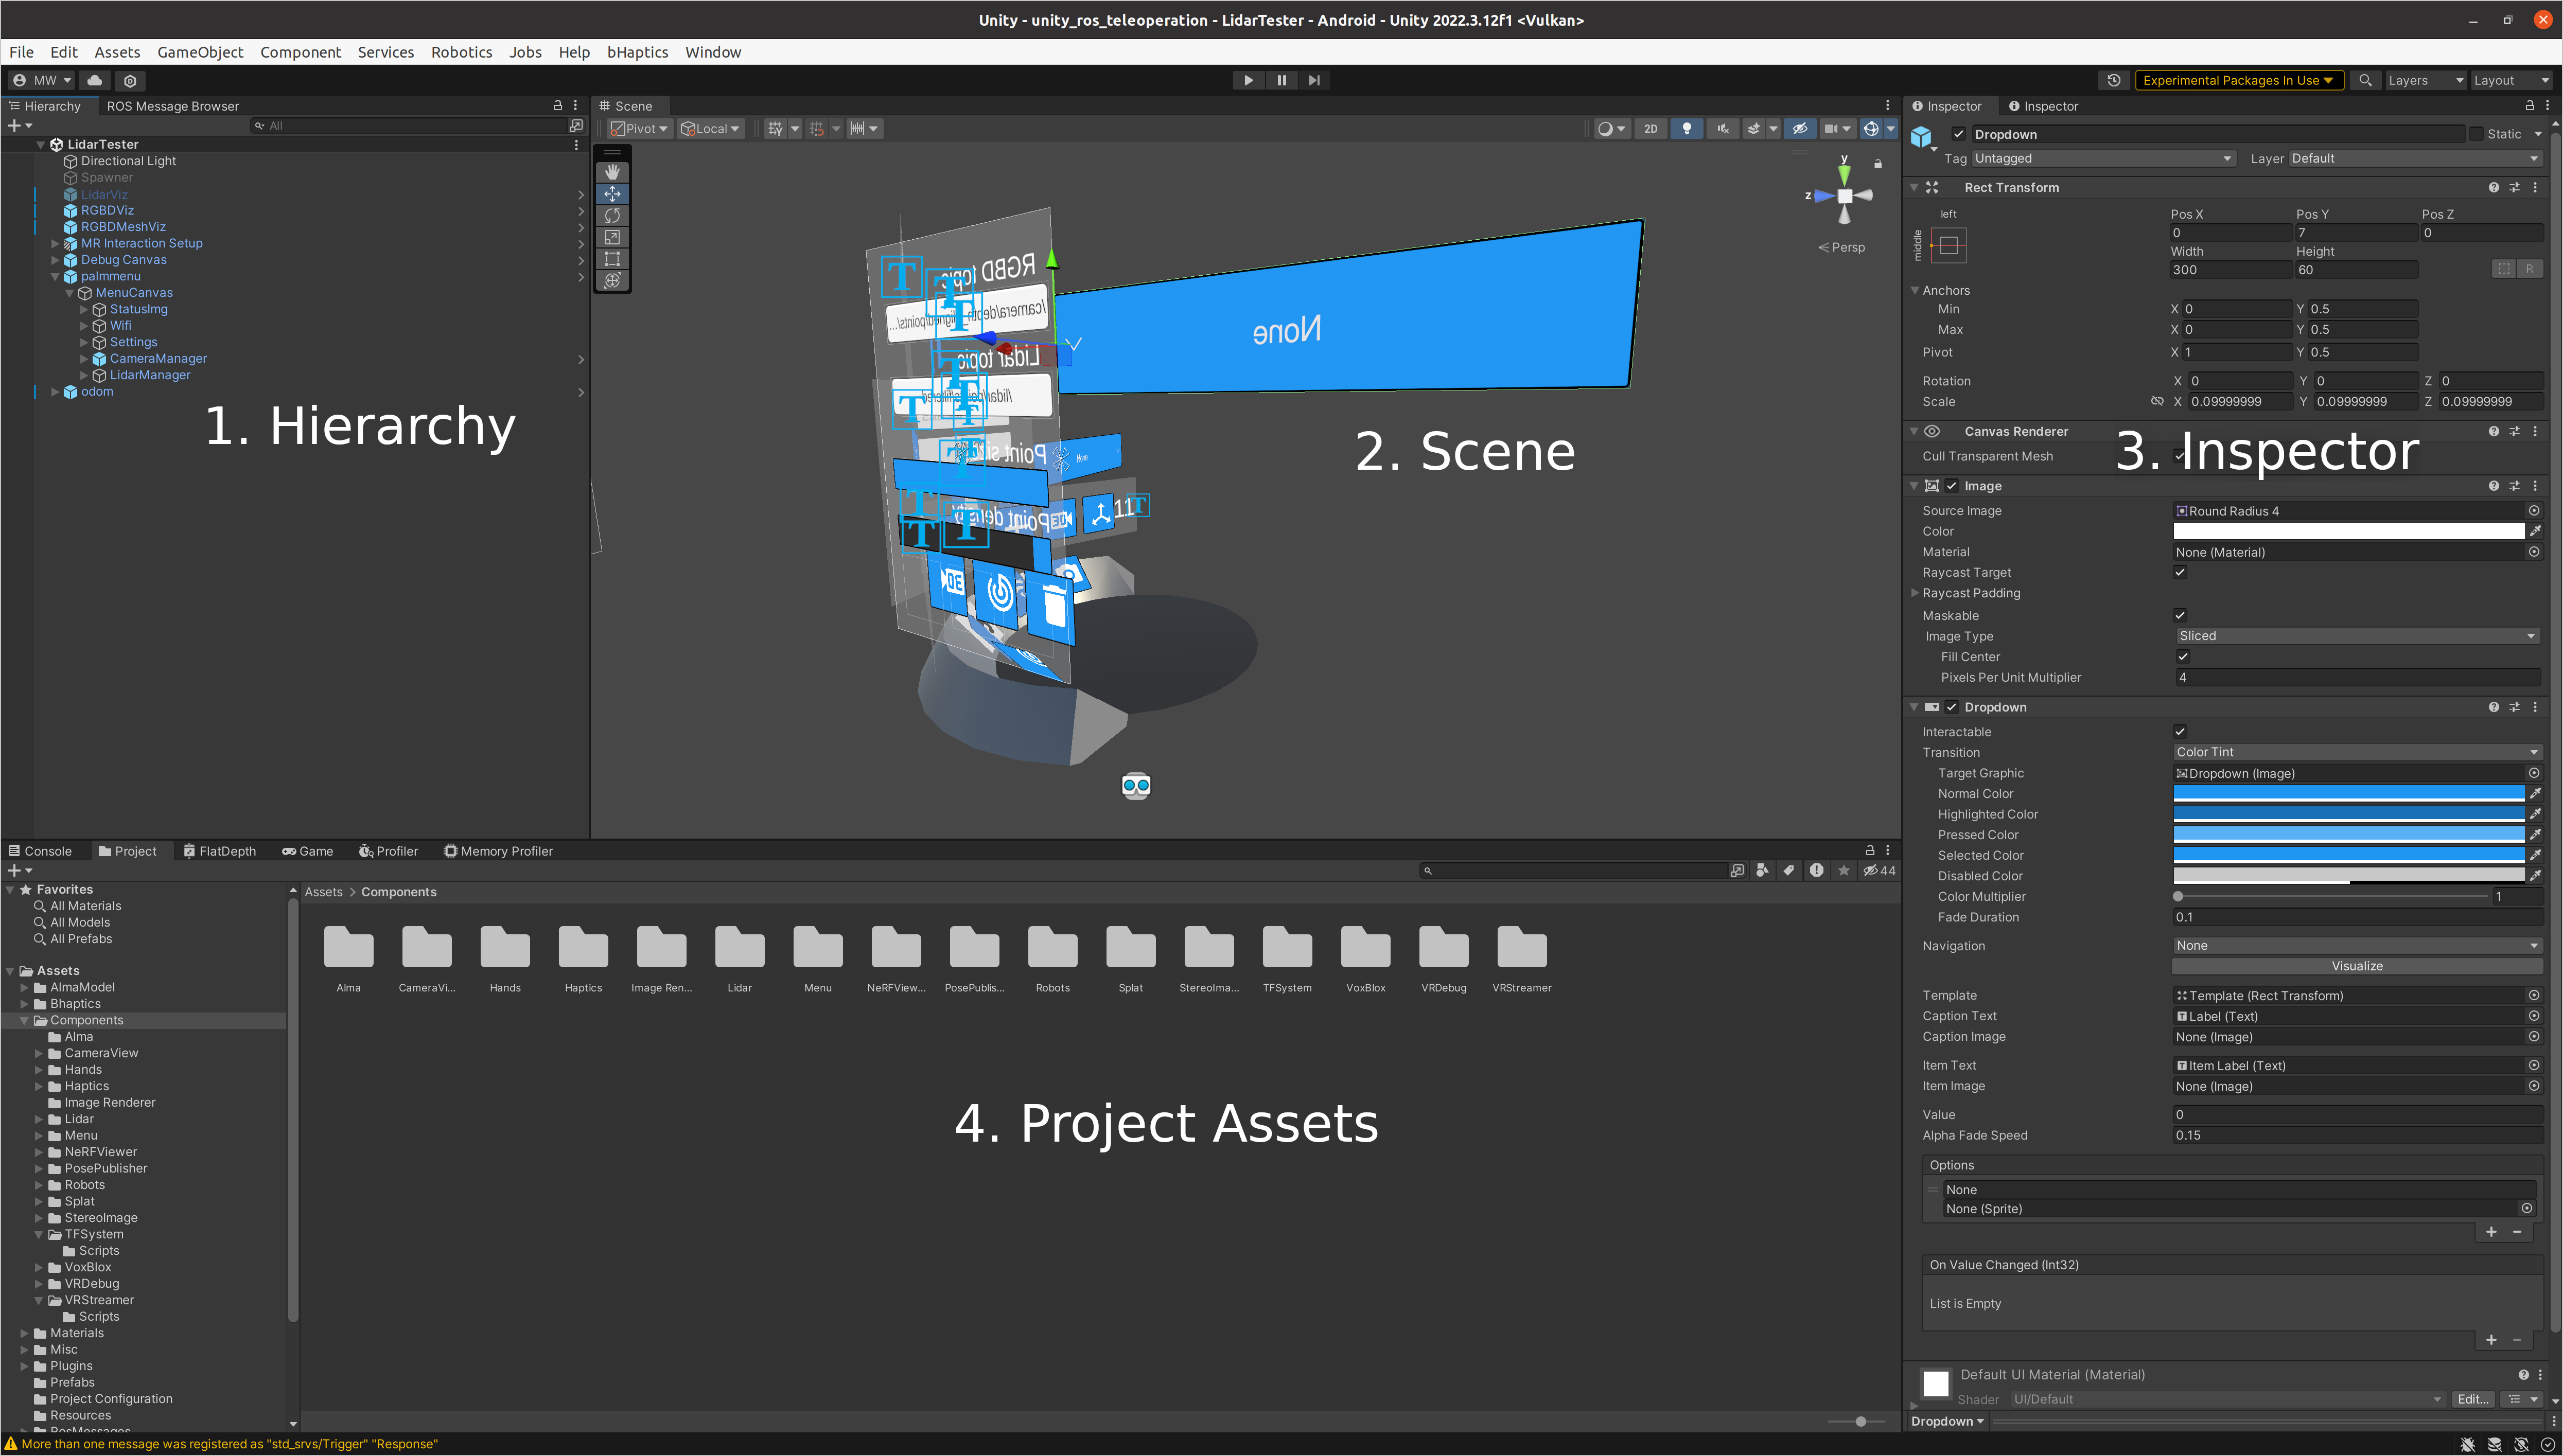 Unity - unity_ros_teleoperation - LidarTester - Android - Unity 2022.3.12f1 <Vulkan>
File Edit Assets GameObject Component Services Robotics Jobs Help bHaptics Window
MW
Experimental Packages In Use
Layers
Layout
Hierarchy
ROS Message Browser
All
LidarTester
Directional Light
Spawner
LidarViz
RGBDViz
RGBDMeshViz
MR Interaction Setup
Debug Canvas
palmmenu
MenuCanvas
StatusImg
Wifi
Settings
CameraManager
LidarManager
odom
1. Hierarchy
Scene
Pivot
Local
2D
y
z
Persp
RGBD topic
/camera/depth_aligned/points/...
Lidar topic
None
Point size
None
Point density
3D
11
2. Scene
Inspector
Inspector
Dropdown
Static
Tag Untagged
Layer Default
Rect Transform
left
middle
Pos X Pos Y Pos Z
0 7 0
Width Height
300 60
R
Anchors
Min X 0 Y 0.5
Max X 0 Y 0.5
Pivot X 1 Y 0.5
Rotation X 0 Y 0 Z 0
Scale X 0.09999999 Y 0.09999999 Z 0.09999999
Canvas Renderer
Cull Transparent Mesh
3. Inspector
Image
Source Image Round Radius 4
Color
Material None (Material)
Raycast Target
Raycast Padding
Maskable
Image Type Sliced
Fill Center
Pixels Per Unit Multiplier 4
Dropdown
Interactable
Transition Color Tint
Target Graphic Dropdown (Image)
Normal Color
Highlighted Color
Pressed Color
Selected Color
Disabled Color
Color Multiplier 1
Fade Duration 0.1
Navigation None
Visualize
Template Template (Rect Transform)
Caption Text Label (Text)
Caption Image None (Image)
Item Text Item Label (Text)
Item Image None (Image)
Value 0
Alpha Fade Speed 0.15
Options
None
None (Sprite)
On Value Changed (Int32)
List is Empty
Default UI Material (Material)
Shader UI/Default
Edit...
Dropdown
Console
Project
FlatDepth
Game
Profiler
Memory Profiler
44
Favorites
All Materials
All Models
All Prefabs
Assets
AlmaModel
Bhaptics
Components
Alma
CameraView
Hands
Haptics
Image Renderer
Lidar
Menu
NeRFViewer
PosePublisher
Robots
Splat
StereoImage
TFSystem
Scripts
VoxBlox
VRDebug
VRStreamer
Scripts
Materials
Misc
Plugins
Prefabs
Project Configuration
Resources
RosMessages
Assets > Components
Alma CameraVi... Hands Haptics Image Ren... Lidar Menu NeRFView... PosePublis... Robots Splat StereoIma... TFSystem VoxBlox VRDebug VRStreamer
4. Project Assets
More than one message was registered as "std_srvs/Trigger" "Response"